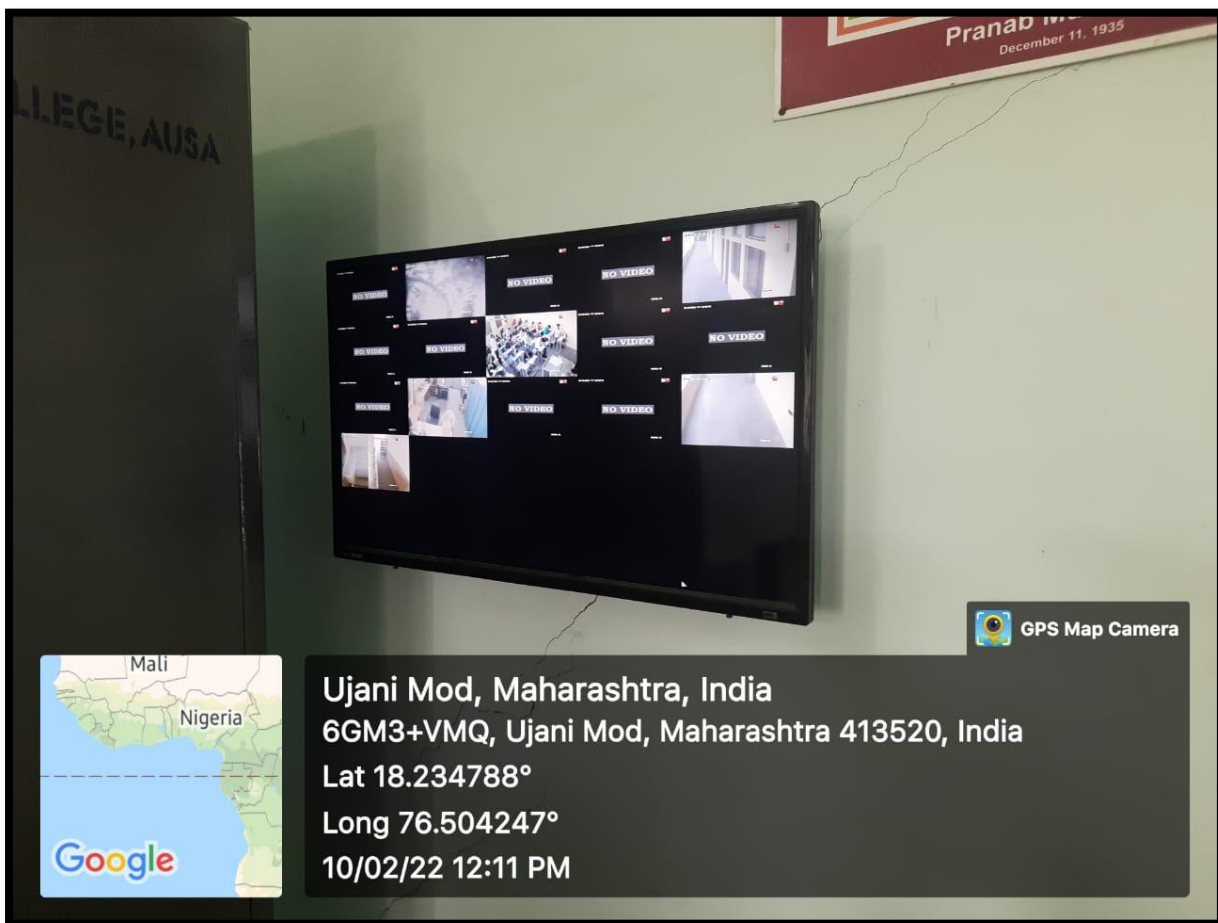 LLEGE, AUSA
Pranab
December 11, 1935
NO VIDEO
NO VIDEO
NO VIDEO
NO VIDEO
NO VIDEO
NO VIDEO
NO VIDEO
NO VIDEO
NO VIDEO
NO VIDEO
GPS Map Camera
Mali
Nigeria
Google
Ujani Mod, Maharashtra, India
6GM3+VMQ, Ujani Mod, Maharashtra 413520, India
Lat 18.234788°
Long 76.504247°
10/02/22 12:11 PM